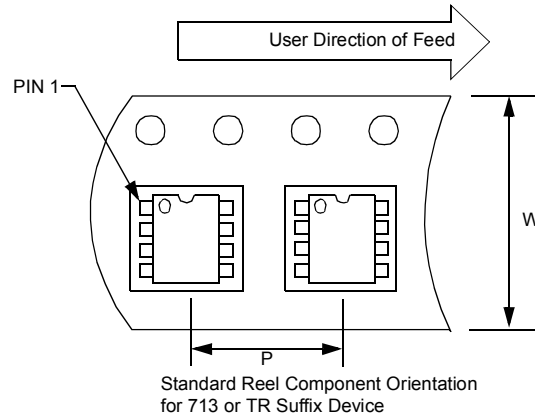 User Direction of Feed
PIN 1
W
P
Standard Reel Component Orientation
for 713 or TR Suffix Device